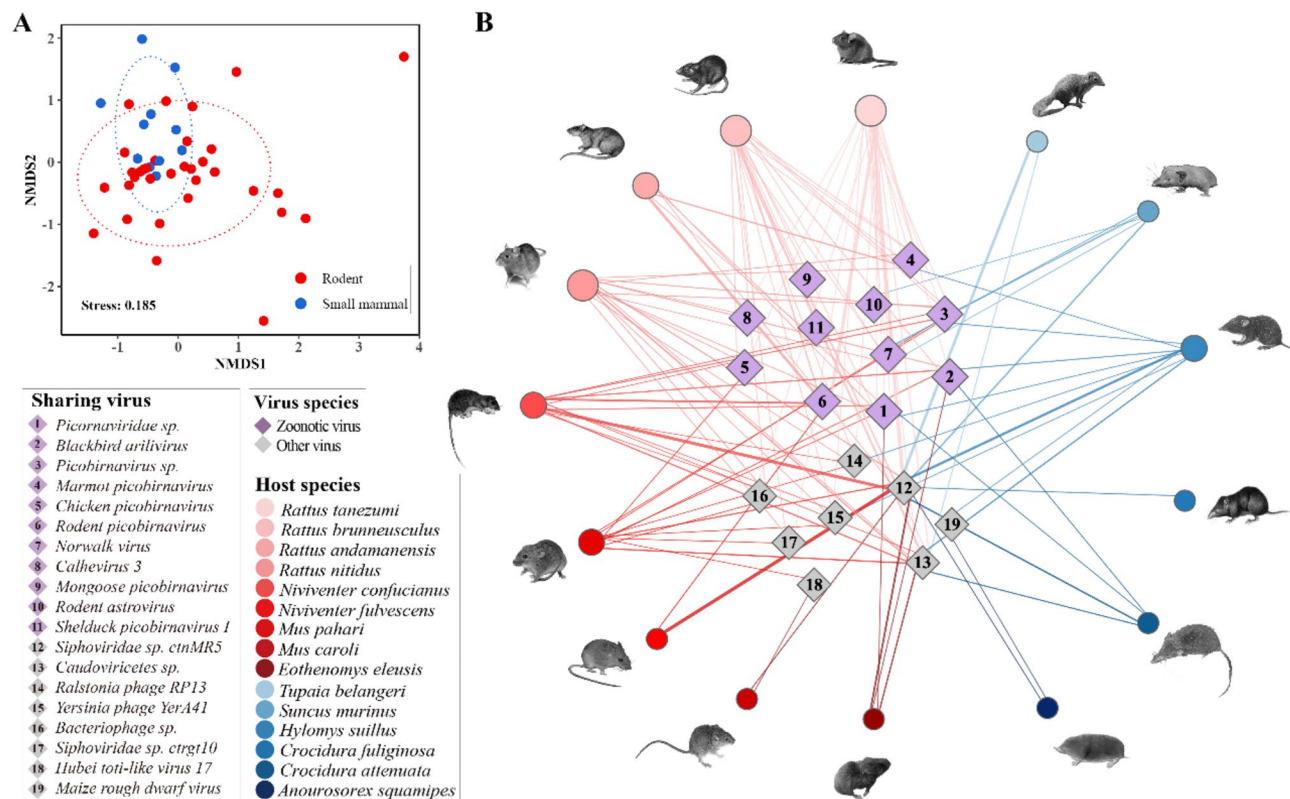 A
B
2
1
0
-1
-2
NMDS2
-1
0
1
2
3
4
NMDS1
Rodent
Small mammal
Stress: 0.185
Sharing virus
1 Picornaviridae sp.
2 Blackbird arilivirus
3 Picobirnavirus sp.
4 Marmot picobirnavirus
5 Chicken picobirnavirus
6 Rodent picobirnavirus
7 Norwalk virus
8 Calhevirus 3
9 Mongoose picobirnavirus
10 Rodent astrovirus
11 Shelduck picobirnavirus 1
12 Siphoviridae sp. ctnMR5
13 Caudoviricetes sp.
14 Ralstonia phage RP13
15 Yersinia phage YerA41
16 Bacteriophage sp.
17 Siphoviridae sp. ctrgt10
18 Hubei toti-like virus 17
19 Maize rough dwarf virus
Virus species
Zoonotic virus
Other virus
Host species
Rattus tanezumi
Rattus brunneusculus
Rattus andamanensis
Rattus nitidus
Niviventer confucianus
Niviventer fulvescens
Mus pahari
Mus caroli
Eothenomys eleusis
Tupaia belangeri
Suncus murinus
Hylomys suillus
Crocidura fuliginosa
Crocidura attenuata
Anourosorex squamipes
4
9
10
3
8
11
7
5
2
6
1
14
12
16
15
19
17
13
18